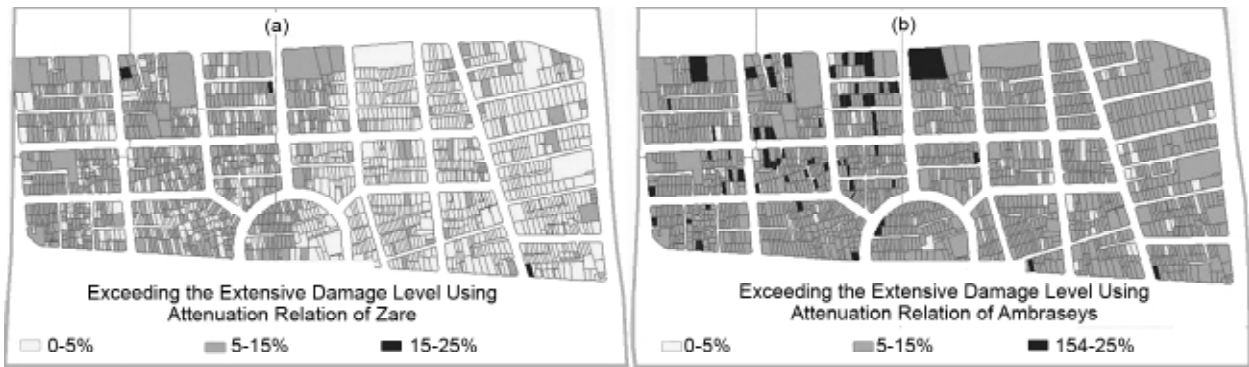 (a)
Exceeding the Extensive Damage Level Using
Attenuation Relation of Zare
0-5% 5-15% 15-25%
(b)
Exceeding the Extensive Damage Level Using
Attenuation Relation of Ambraseys
0-5% 5-15% 154-25%